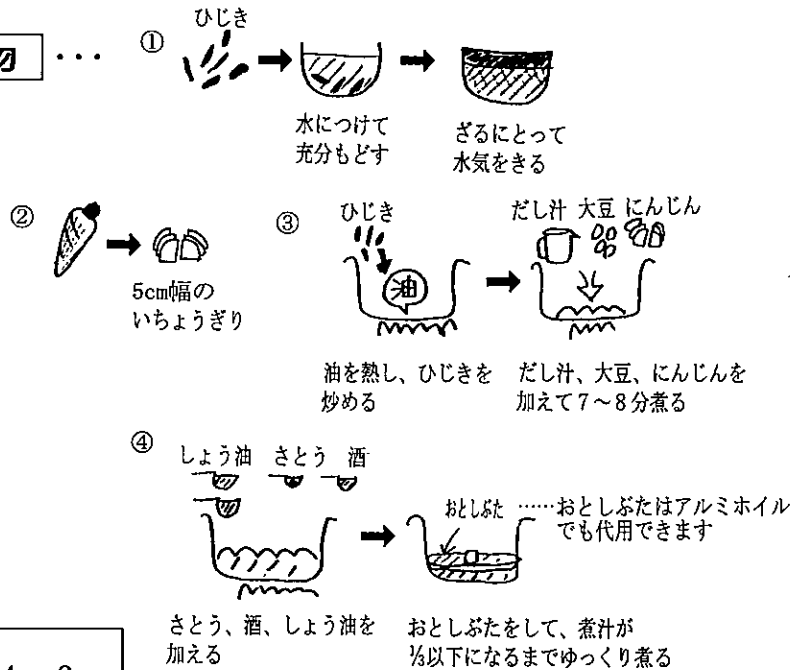 物 ・・・
① ひじき
水につけて
充分もどす
ざるにとって
水気をきる
②
5cm幅の
いちょうぎり
③ ひじき
油
油を熱し、ひじきを
炒める
だし汁 大豆 にんじん
だし汁、大豆、にんじんを
加えて7～8分煮る
④
しょう油 さとう 酒
さとう、酒、しょう油を
加える
おとしぶた ……おとしぶたはアルミホイル
でも代用できます
おとしぶたをして、煮汁が
⅓以下になるまでゆっくり煮る